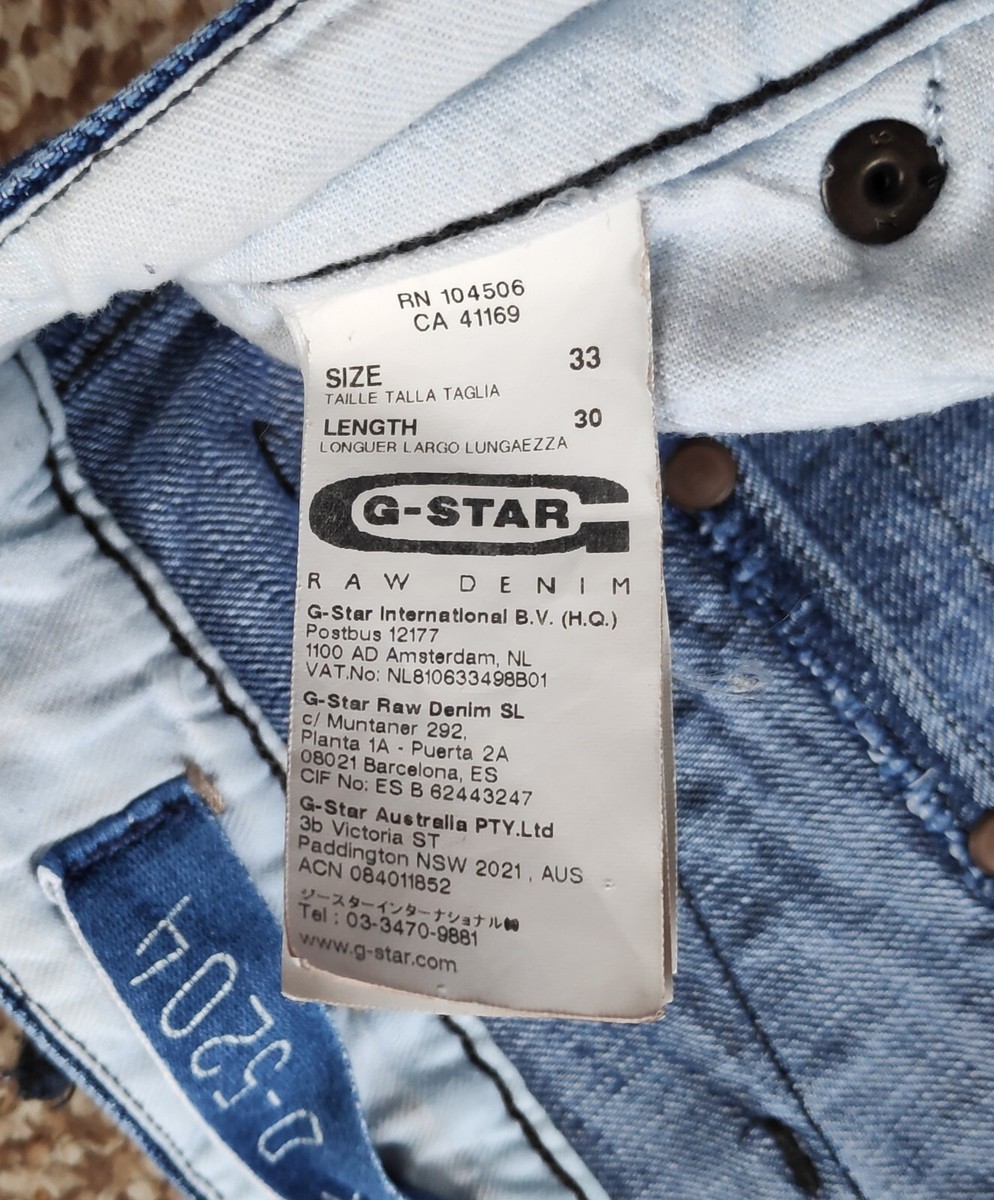 RN 104506
CA 41169
SIZE 33
TAILLE TALLA TAGLIA
LENGTH 30
LONGUER LARGO LUNGAEZZA
G-STAR
RAW DENIM
G-Star International B.V. (H.Q.)
Postbus 12177
1100 AD Amsterdam, NL
VAT.No: NL810633498B01
G-Star Raw Denim SL
c/ Muntaner 292,
Planta 1A - Puerta 2A
08021 Barcelona, ES
CIF No: ES B 62443247
G-Star Australia PTY.Ltd
3b Victoria ST
Paddington NSW 2021 , AUS
ACN 084011852
ジースターインターナショナル
Tel : 03-3470-9881
www.g-star.com
D-5204